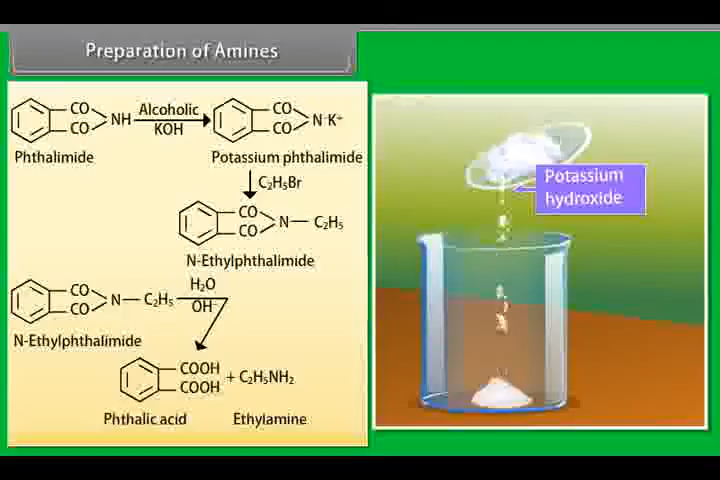 Preparation of Amines
CO
CO
NH
Alcoholic
KOH
CO
CO
N⁻K⁺
Phthalimide
Potassium phthalimide
C₂H₅Br
CO
CO
N — C₂H₅
N-Ethylphthalimide
CO
CO
N — C₂H₅
H₂O
OH⁻
N-Ethylphthalimide
COOH
COOH
+ C₂H₅NH₂
Phthalic acid
Ethylamine
Potassium
hydroxide